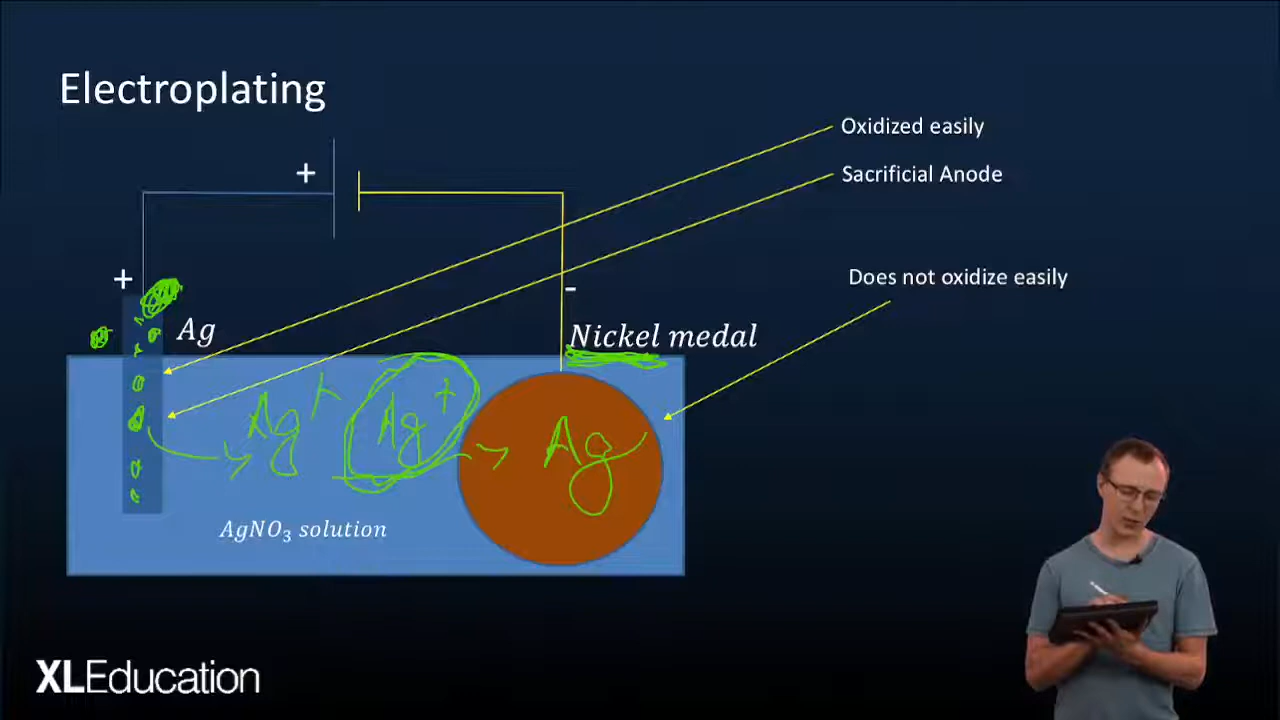 Electroplating
Oxidized easily
+
Sacrificial Anode
+
Does not oxidize easily
-
Ag
Nickel medal
Ag+
Ag+
Ag
AgNO₃ solution
XLEducation